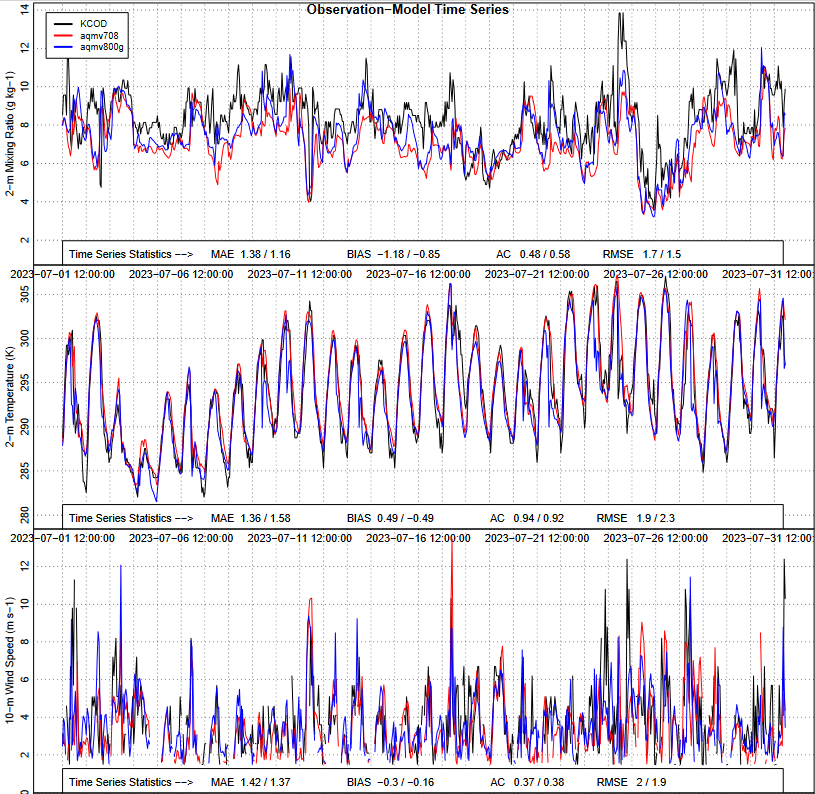 Observation−Model Time Series
KCOD
aqmv708
aqmv800g
2−m Mixing Ratio (g kg−1)
14
12
10
8
6
4
2
Time Series Statistics −−> MAE 1.38 / 1.16 BIAS −1.18 / −0.85 AC 0.48 / 0.58 RMSE 1.7 / 1.5
2023−07−01 12:00:00 2023−07−06 12:00:00 2023−07−11 12:00:00 2023−07−16 12:00:00 2023−07−21 12:00:00 2023−07−26 12:00:00 2023−07−31 12:00:
2−m Temperature (K)
305
300
295
290
285
280
Time Series Statistics −−> MAE 1.36 / 1.58 BIAS 0.49 / −0.49 AC 0.94 / 0.92 RMSE 1.9 / 2.3
2023−07−01 12:00:00 2023−07−06 12:00:00 2023−07−11 12:00:00 2023−07−16 12:00:00 2023−07−21 12:00:00 2023−07−26 12:00:00 2023−07−31 12:00:
10−m Wind Speed (m s−1)
12
10
8
6
4
2
0
Time Series Statistics −−> MAE 1.42 / 1.37 BIAS −0.3 / −0.16 AC 0.37 / 0.38 RMSE 2 / 1.9